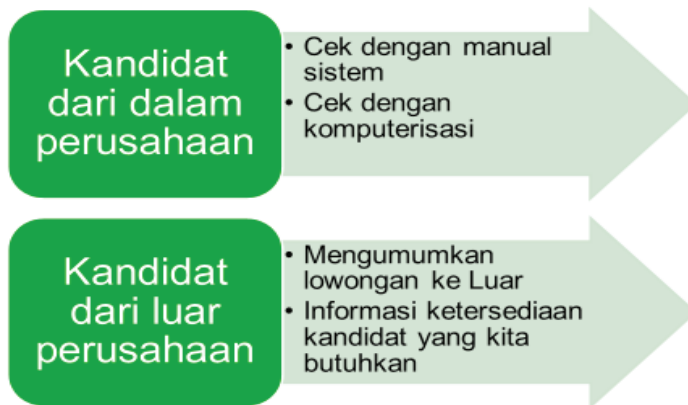 Kandidat
dari dalam
perusahaan
• Cek dengan manual
sistem
• Cek dengan
komputerisasi
Kandidat
dari luar
perusahaan
• Mengumumkan
lowongan ke Luar
• Informasi ketersediaan
kandidat yang kita
butuhkan